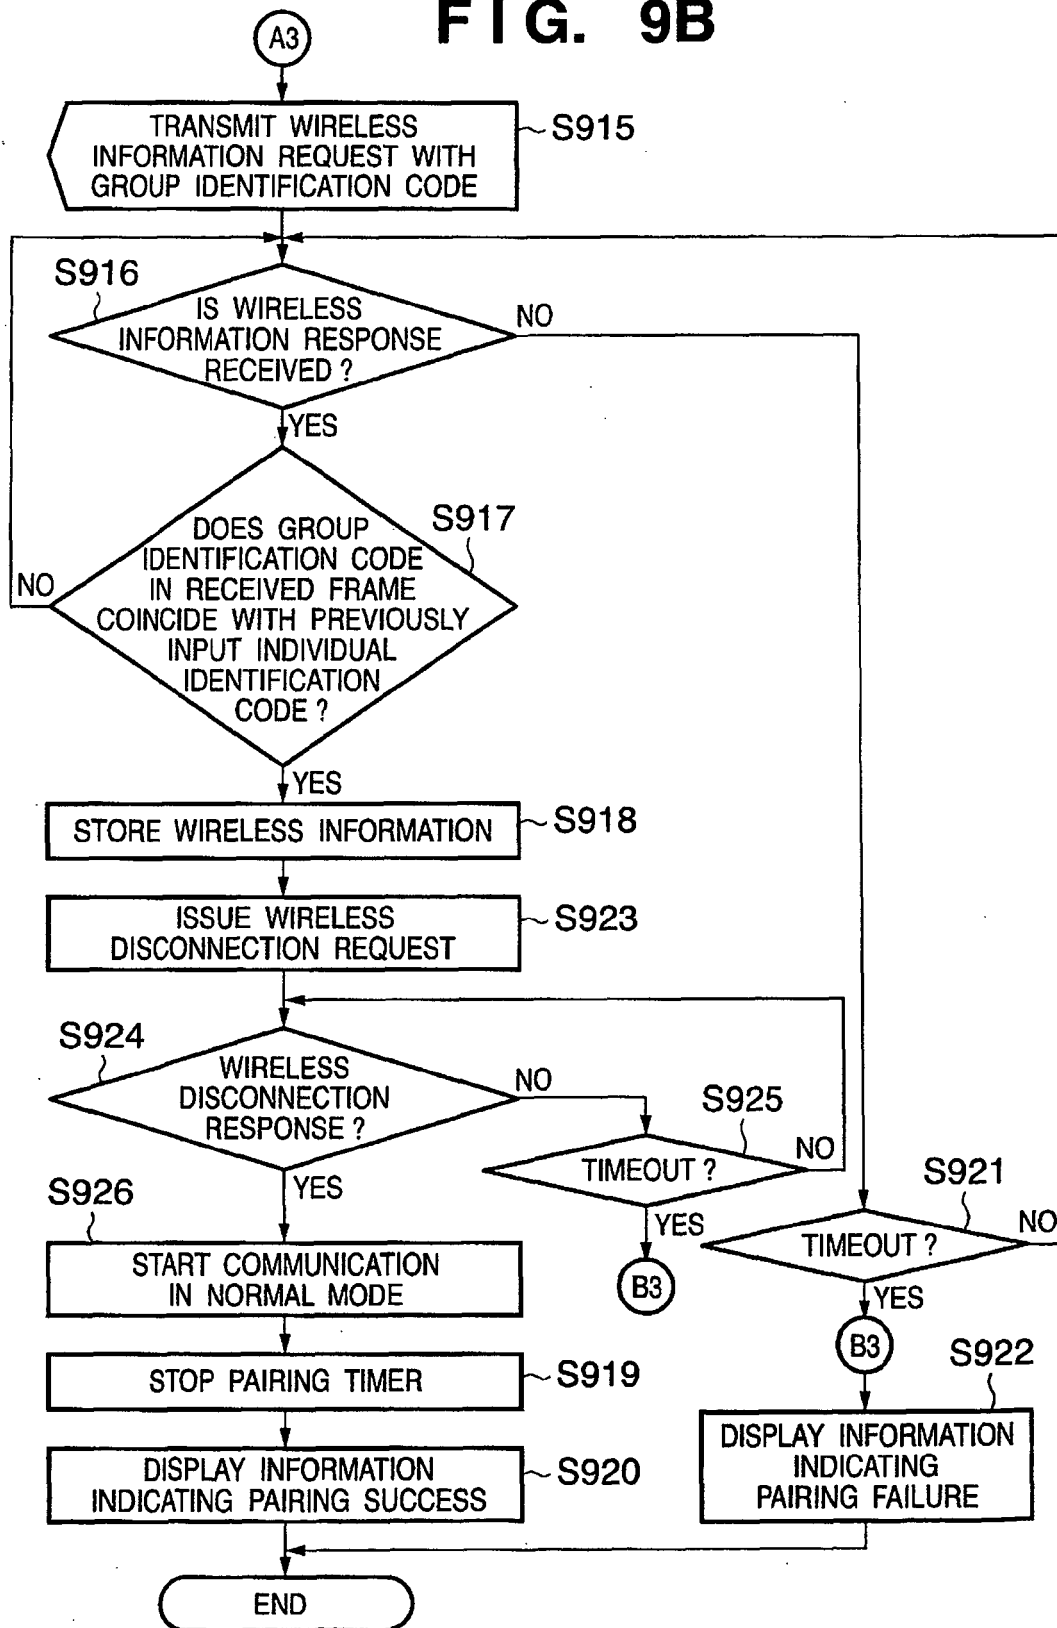 FIG. 9B
A3
TRANSMIT WIRELESS
INFORMATION REQUEST WITH
GROUP IDENTIFICATION CODE
S915
S916
IS WIRELESS
INFORMATION RESPONSE
RECEIVED ?
NO
YES
S917
DOES GROUP
IDENTIFICATION CODE
IN RECEIVED FRAME
COINCIDE WITH PREVIOUSLY
INPUT INDIVIDUAL
IDENTIFICATION
CODE ?
NO
YES
STORE WIRELESS INFORMATION
S918
ISSUE WIRELESS
DISCONNECTION REQUEST
S923
S924
WIRELESS
DISCONNECTION
RESPONSE ?
NO
YES
S925
TIMEOUT ?
NO
YES
B3
S921
TIMEOUT ?
NO
YES
B3
S926
START COMMUNICATION
IN NORMAL MODE
STOP PAIRING TIMER
S919
DISPLAY INFORMATION
INDICATING PAIRING SUCCESS
S920
S922
DISPLAY INFORMATION
INDICATING
PAIRING FAILURE
END